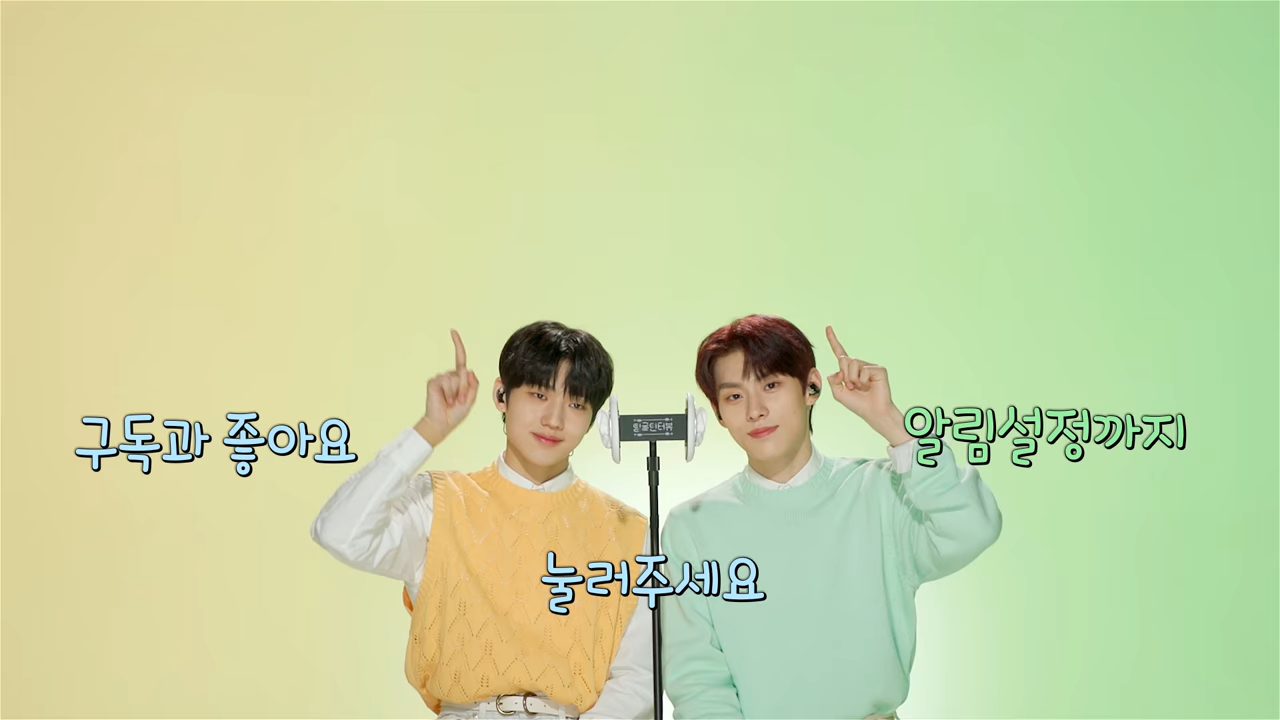 구독과 좋아요
알림설정까지
눌러주세요